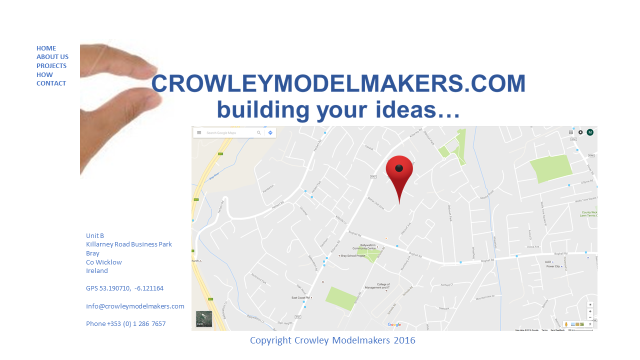 HOME
ABOUT US
PROJECTS
HOW
CONTACT
CROWLEYMODELMAKERS.COM
building your ideas...
Unit B
Killarney Road Business Park
Bray
Co Wicklow
Ireland
GPS 53.190710, -6.121164
info@crowleymodelmakers.com
Phone +353 (0) 1 286 7657
Google
Copyright Crowley Modelmakers 2016